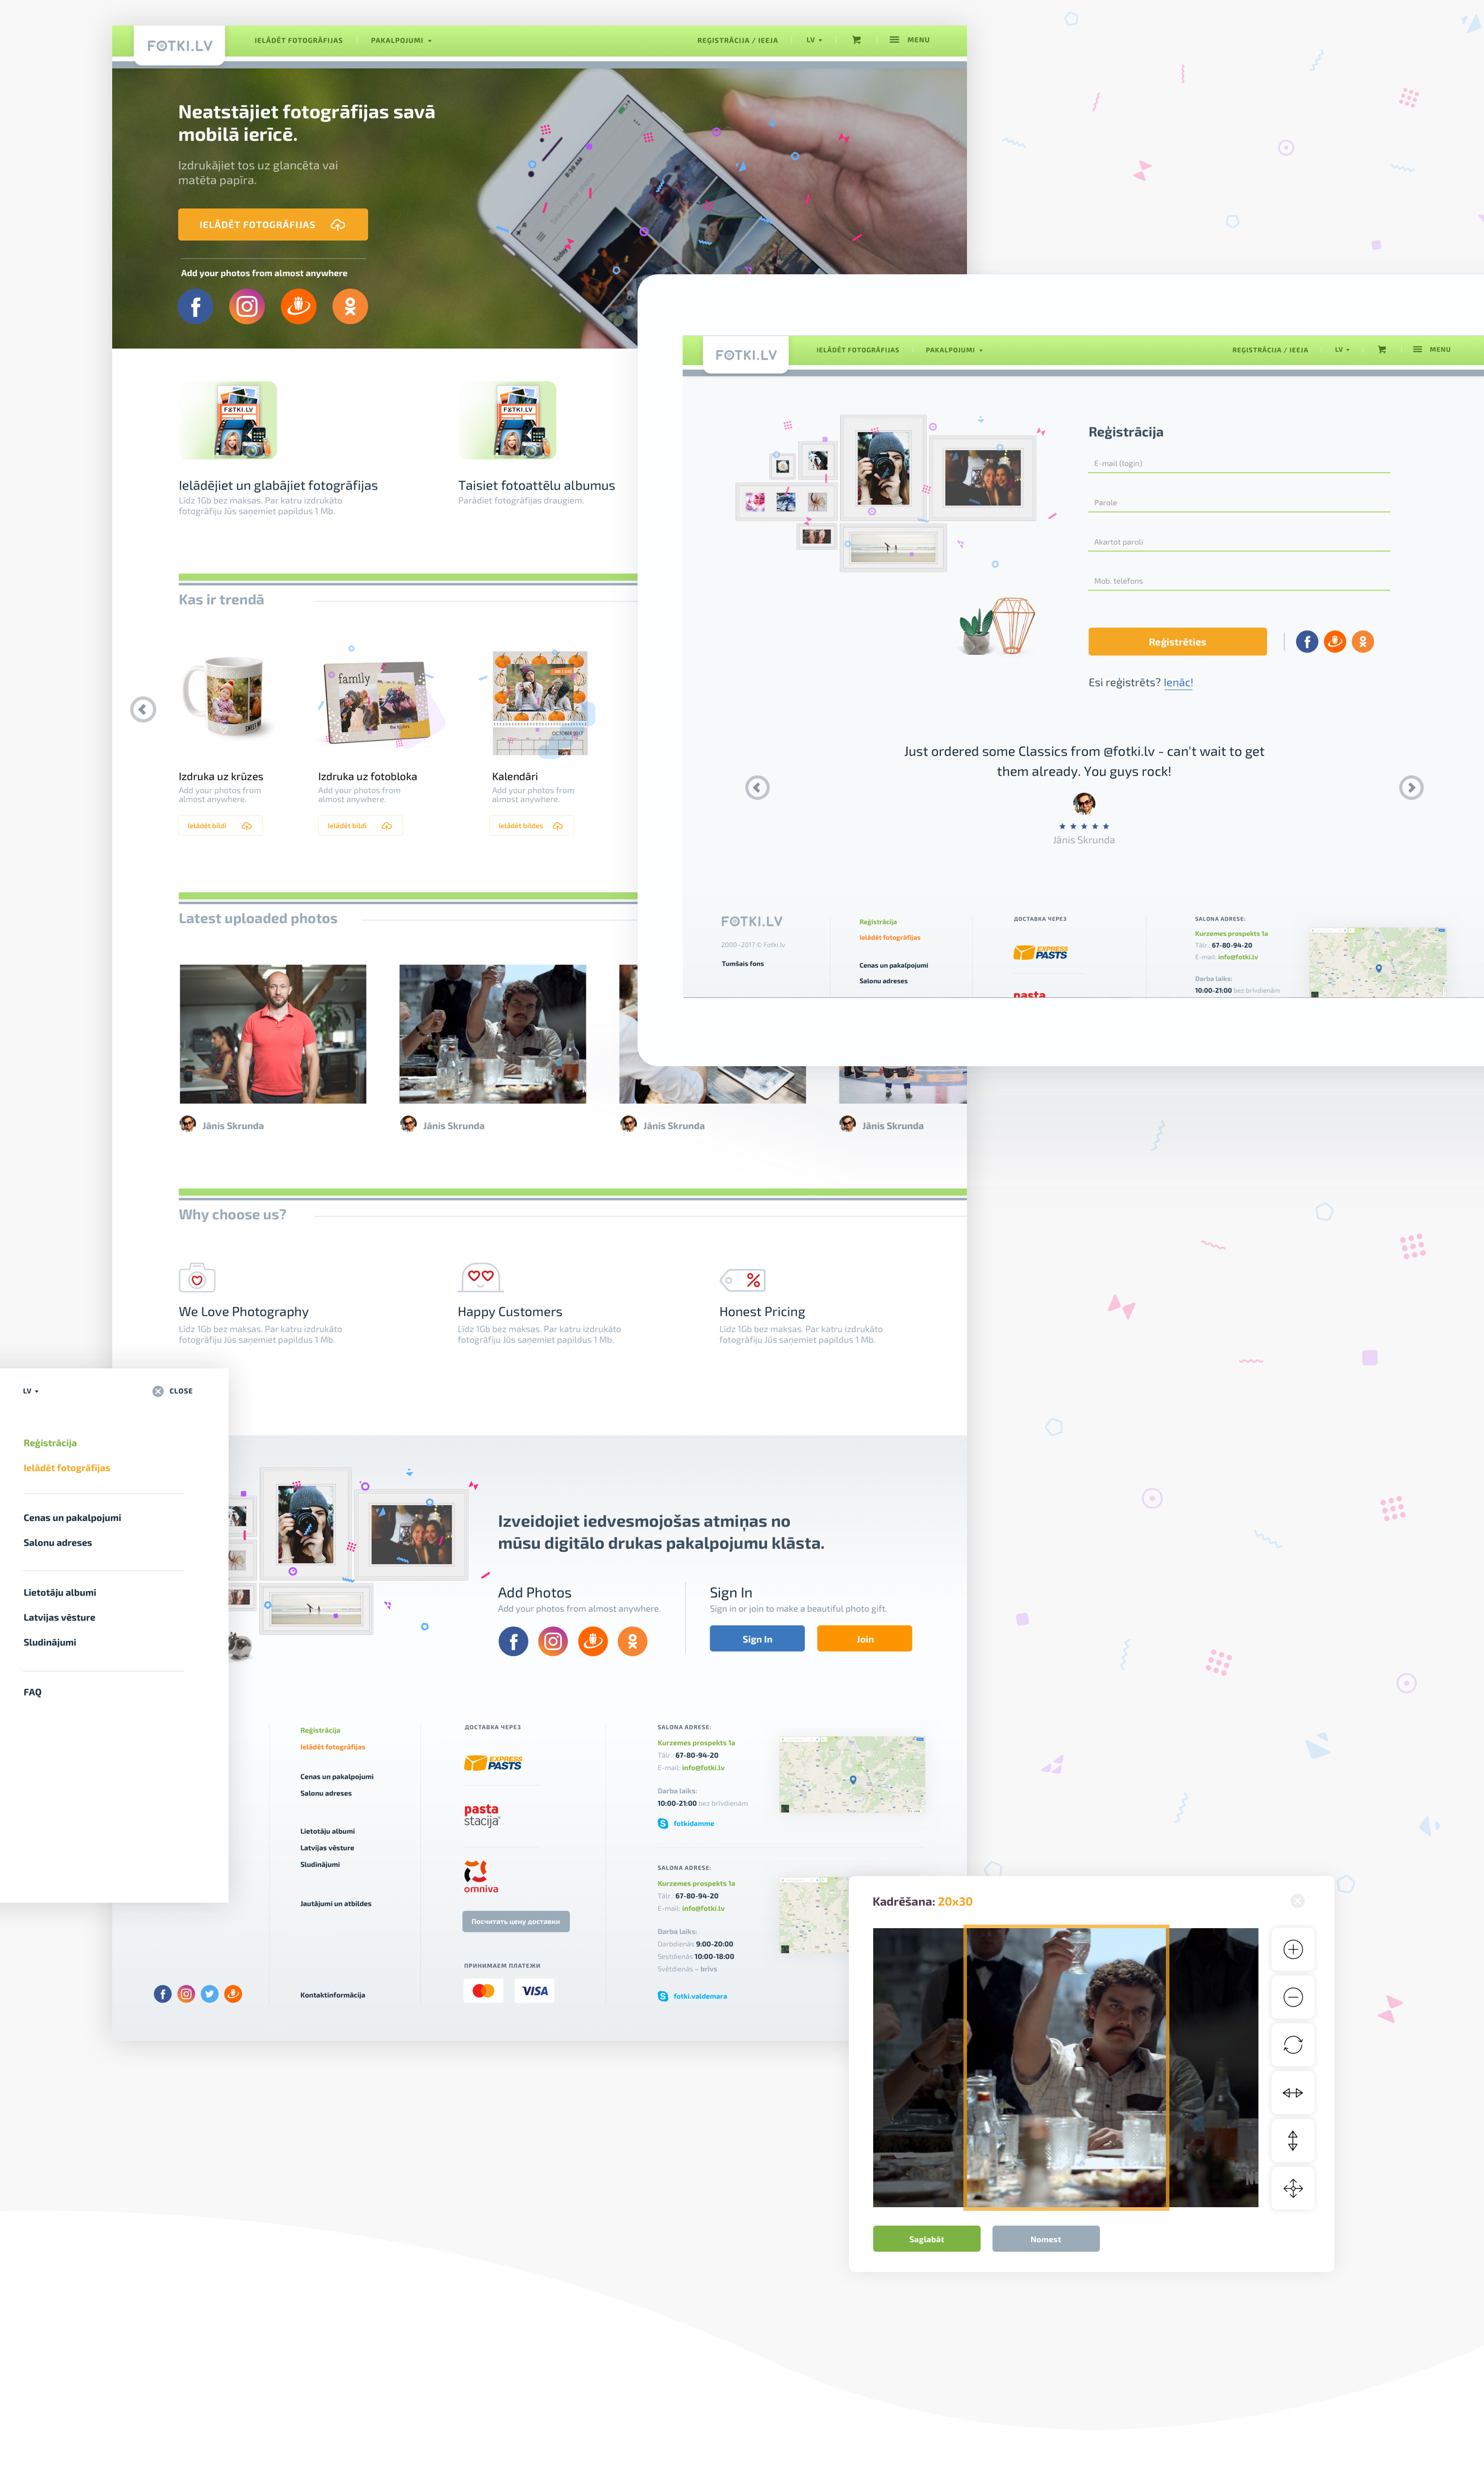 FOTKI.LV
IELĀDĒT FOTOGRĀFIJAS
PAKALPOJUMI
REĢISTRĀCIJA / IEEJA
LV
MENU
Neatstājiet fotogrāfijas savā
mobilā ierīcē.
Izdrukājiet tos uz glancēta vai
matēta papīra.
IELĀDĒT FOTOGRĀFIJAS
Add your photos from almost anywhere
8:39 AM
Search your photos
Today
FOTKI.LV
Ielādējiet un glabājiet fotogrāfijas
Līdz 1Gb bez maksas. Par katru izdrukāto
fotogrāfiju Jūs saņemiet papildus 1 Mb.
FOTKI.LV
Taisiet fotoattēlu albumus
Parādiet fotogrāfijas draugiem.
Kas ir trendā
family
OCTOBER 2017
Izdruka uz krūzes
Add your photos from
almost anywhere.
Ielādēt bildi
Izdruka uz fotobloka
Add your photos from
almost anywhere.
Ielādēt bildi
Kalendāri
Add your photos from
almost anywhere.
Ielādēt bildes
Latest uploaded photos
Jānis Skrunda
Jānis Skrunda
Jānis Skrunda
Jānis Skrunda
Why choose us?
We Love Photography
Līdz 1Gb bez maksas. Par katru izdrukāto
fotogrāfiju Jūs saņemiet papildus 1 Mb.
Happy Customers
Līdz 1Gb bez maksas. Par katru izdrukāto
fotogrāfiju Jūs saņemiet papildus 1 Mb.
Honest Pricing
Līdz 1Gb bez maksas. Par katru izdrukāto
fotogrāfiju Jūs saņemiet papildus 1 Mb.
Izveidojiet iedvesmojošas atmiņas no
mūsu digitālo drukas pakalpojumu klāsta.
Add Photos
Add your photos from almost anywhere.
Sign In
Sign in or join to make a beautiful photo gift.
Sign In
Join
Reģistrācija
Ielādēt fotogrāfijas
Cenas un pakalpojumi
Salonu adreses
Lietotāju albumi
Latvijas vēsture
Sludinājumi
Jautājumi un atbildes
Kontaktinformācija
ДОСТАВКА ЧЕРЕЗ
EXPRESS
PASTS
pasta
stacija
omniva
Посчитать цену доставки
ПРИНИМАЕМ ПЛАТЕЖИ
VISA
SALONA ADRESE:
Kurzemes prospekts 1a
Tālr.: 67-80-94-20
E-mail: info@fotki.lv
Darba laiks:
10:00-21:00 bez brīvdienām
fotkidamme
SALONA ADRESE:
Kurzemes prospekts 1a
Tālr.: 67-80-94-20
E-mail: info@fotki.lv
Darba laiks:
Darbdienās 9:00-20:00
Sestdienās 10:00-18:00
Svētdienās – brīvs
fotki.valdemara
FOTKI.LV
IELĀDĒT FOTOGRĀFIJAS
PAKALPOJUMI
REĢISTRĀCIJA / IEEJA
LV
MENU
Reģistrācija
E-mail (login)
Parole
Akartot paroli
Mob. telefons
Reģistrēties
Esi reģistrēts? Ienāc!
Just ordered some Classics from @fotki.lv - can't wait to get
them already. You guys rock!
Jānis Skrunda
FOTKI.LV
2000–2017 © Fotki.lv
Tumšais fons
Reģistrācija
Ielādēt fotogrāfijas
Cenas un pakalpojumi
Salonu adreses
ДОСТАВКА ЧЕРЕЗ
EXPRESS
PASTS
pasta
SALONA ADRESE:
Kurzemes prospekts 1a
Tālr.: 67-80-94-20
E-mail: info@fotki.lv
Darba laiks:
10:00-21:00 bez brīvdienām
LV
CLOSE
Reģistrācija
Ielādēt fotogrāfijas
Cenas un pakalpojumi
Salonu adreses
Lietotāju albumi
Latvijas vēsture
Sludinājumi
FAQ
Kadrēšana: 20x30
Saglabāt
Nomest